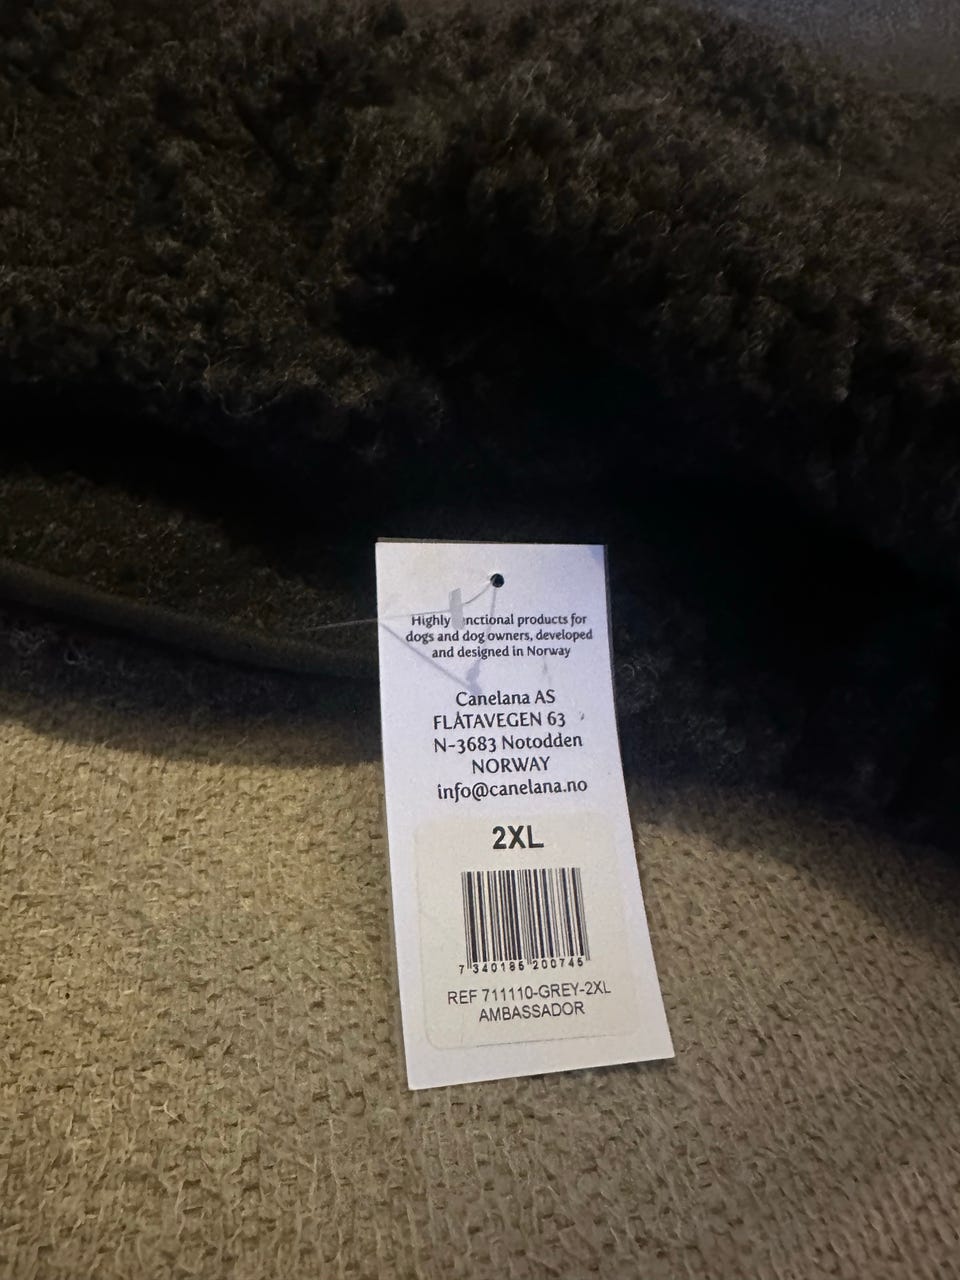 Highly nctional products for
dogs and dog owners, developed
and designed in Norway
Canelana AS
FLÅTAVEGEN 63
N-3683 Notodden
NORWAY
info@canelana.no
2XL
7 340186 200745
REF 711110-GREY-2XL
AMBASSADOR